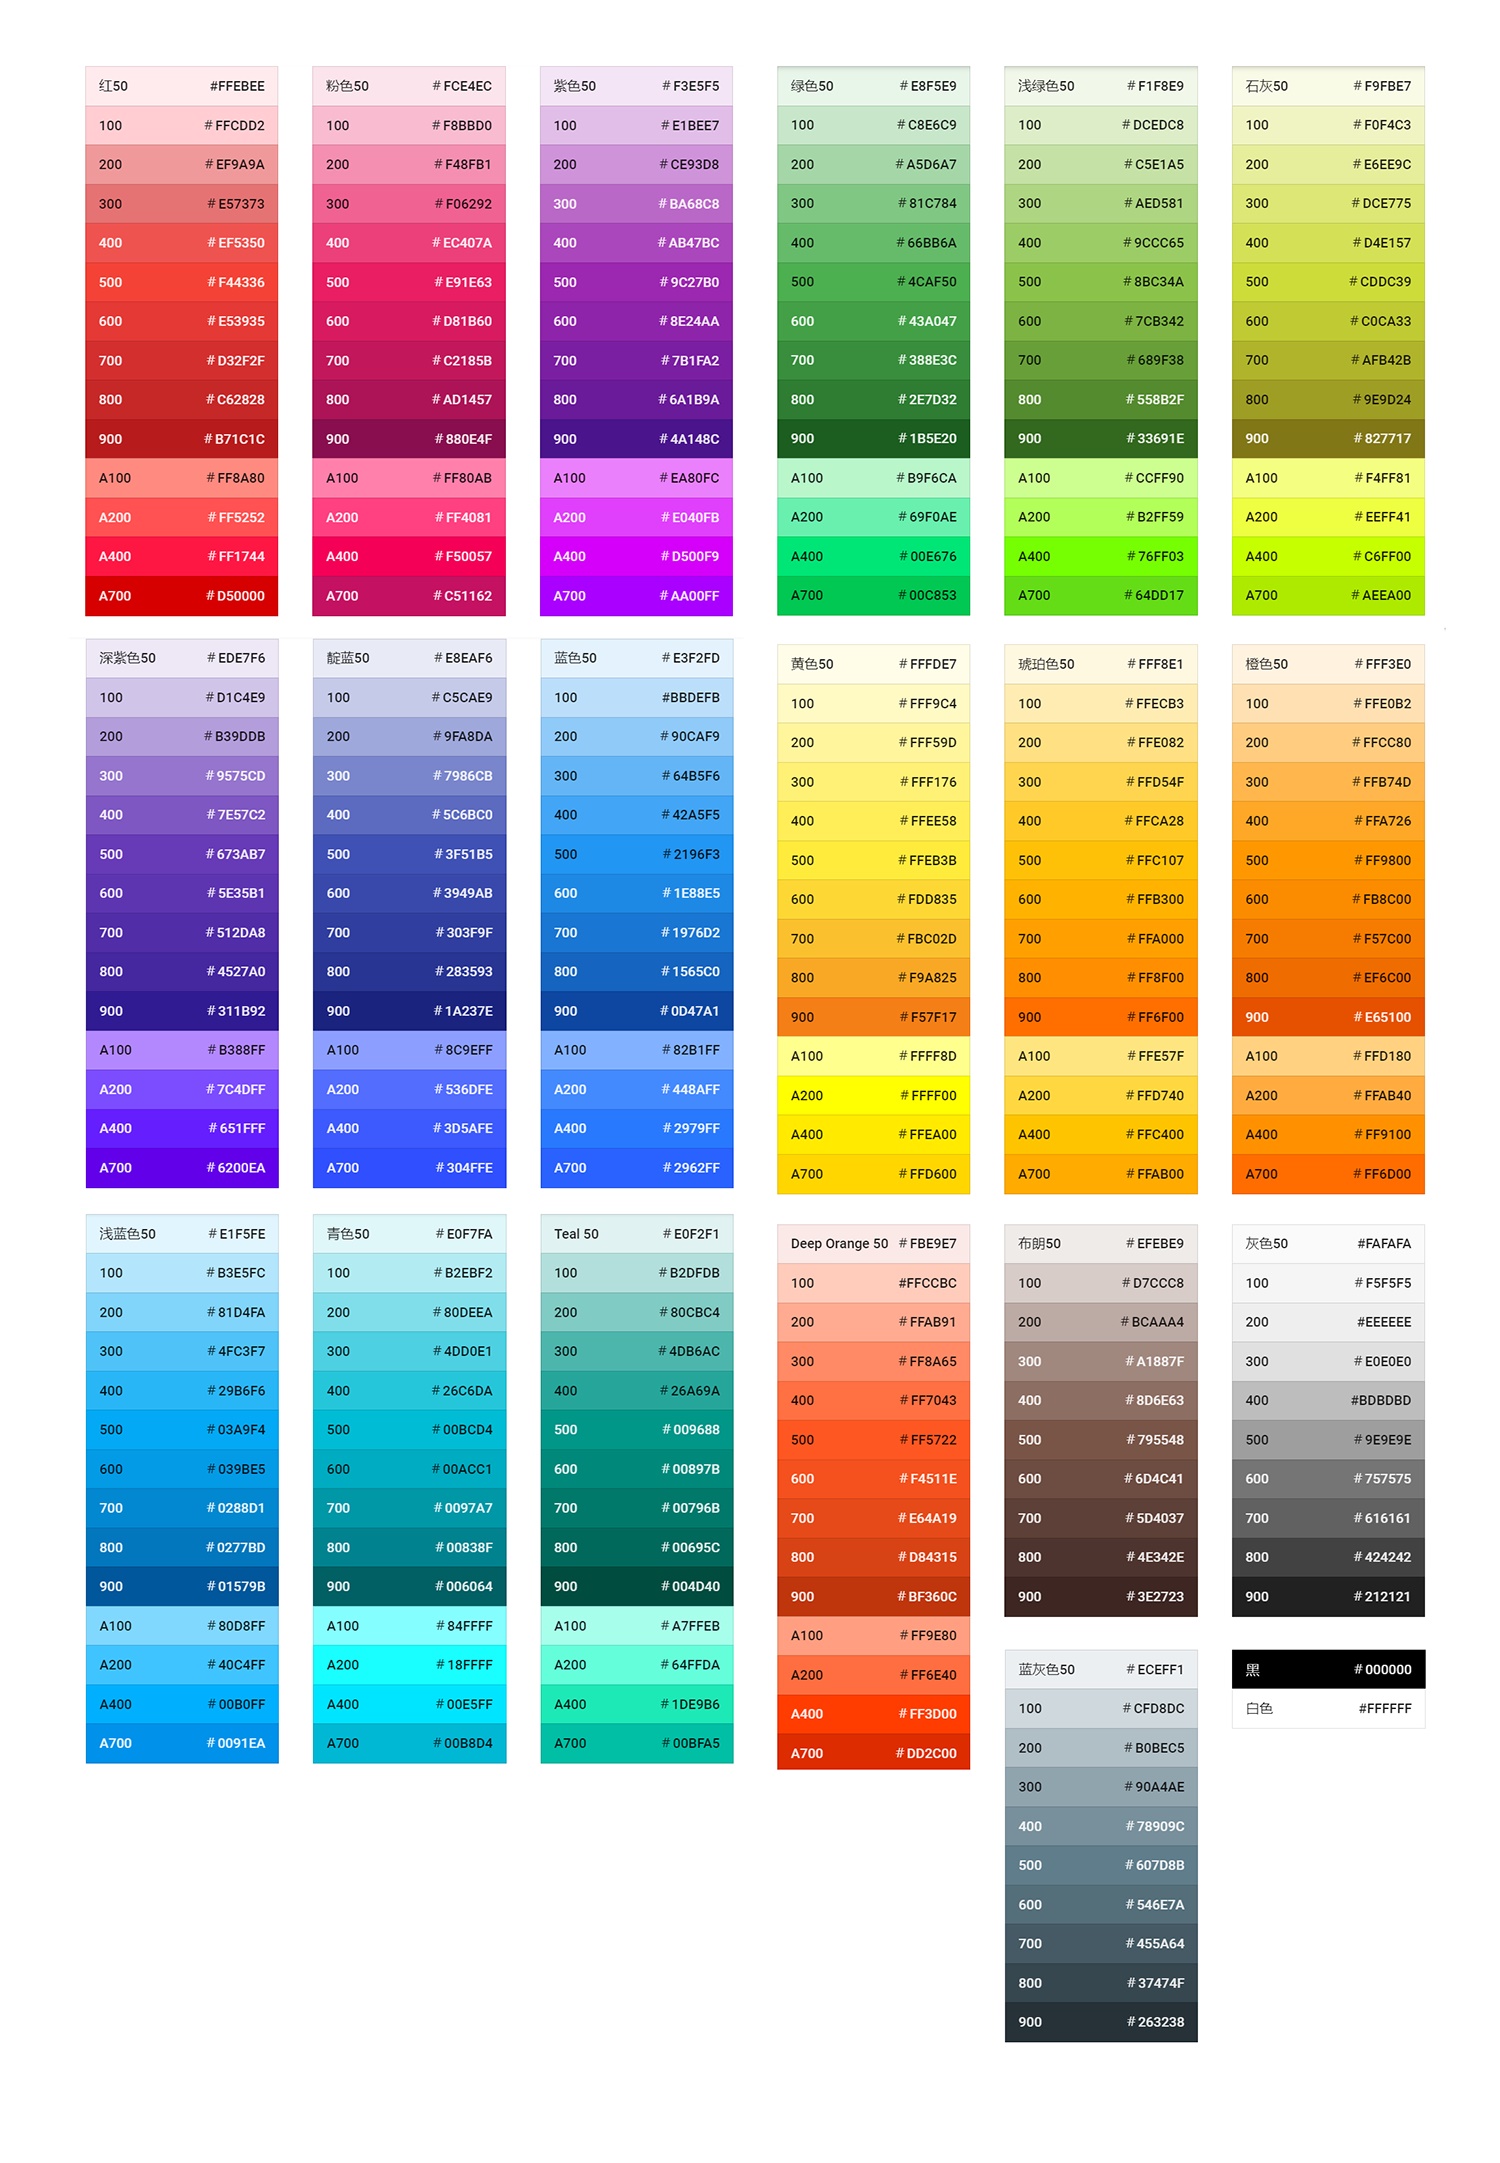 红50 #FFEBEE
100 # FFCDD2
200 # EF9A9A
300 # E57373
400 # EF5350
500 # F44336
600 # E53935
700 # D32F2F
800 # C62828
900 # B71C1C
A100 # FF8A80
A200 # FF5252
A400 # FF1744
A700 # D50000
粉色50 # FCE4EC
100 # F8BBD0
200 # F48FB1
300 # F06292
400 # EC407A
500 # E91E63
600 # D81B60
700 # C2185B
800 # AD1457
900 # 880E4F
A100 # FF80AB
A200 # FF4081
A400 # F50057
A700 # C51162
紫色50 # F3E5F5
100 # E1BEE7
200 # CE93D8
300 # BA68C8
400 # AB47BC
500 # 9C27B0
600 # 8E24AA
700 # 7B1FA2
800 # 6A1B9A
900 # 4A148C
A100 # EA80FC
A200 # E040FB
A400 # D500F9
A700 # AA00FF
绿色50 # E8F5E9
100 # C8E6C9
200 # A5D6A7
300 # 81C784
400 # 66BB6A
500 # 4CAF50
600 # 43A047
700 # 388E3C
800 # 2E7D32
900 # 1B5E20
A100 # B9F6CA
A200 # 69F0AE
A400 # 00E676
A700 # 00C853
浅绿色50 # F1F8E9
100 # DCEDC8
200 # C5E1A5
300 # AED581
400 # 9CCC65
500 # 8BC34A
600 # 7CB342
700 # 689F38
800 # 558B2F
900 # 33691E
A100 # CCFF90
A200 # B2FF59
A400 # 76FF03
A700 # 64DD17
石灰50 # F9FBE7
100 # F0F4C3
200 # E6EE9C
300 # DCE775
400 # D4E157
500 # CDDC39
600 # C0CA33
700 # AFB42B
800 # 9E9D24
900 # 827717
A100 # F4FF81
A200 # EEFF41
A400 # C6FF00
A700 # AEEA00
深紫色50 # EDE7F6
100 # D1C4E9
200 # B39DDB
300 # 9575CD
400 # 7E57C2
500 # 673AB7
600 # 5E35B1
700 # 512DA8
800 # 4527A0
900 # 311B92
A100 # B388FF
A200 # 7C4DFF
A400 # 651FFF
A700 # 6200EA
靛蓝50 # E8EAF6
100 # C5CAE9
200 # 9FA8DA
300 # 7986CB
400 # 5C6BC0
500 # 3F51B5
600 # 3949AB
700 # 303F9F
800 # 283593
900 # 1A237E
A100 # 8C9EFF
A200 # 536DFE
A400 # 3D5AFE
A700 # 304FFE
蓝色50 # E3F2FD
100 #BBDEFB
200 # 90CAF9
300 # 64B5F6
400 # 42A5F5
500 # 2196F3
600 # 1E88E5
700 # 1976D2
800 # 1565C0
900 # 0D47A1
A100 # 82B1FF
A200 # 448AFF
A400 # 2979FF
A700 # 2962FF
黄色50 # FFFDE7
100 # FFF9C4
200 # FFF59D
300 # FFF176
400 # FFEE58
500 # FFEB3B
600 # FDD835
700 # FBC02D
800 # F9A825
900 # F57F17
A100 # FFFF8D
A200 # FFFF00
A400 # FFEA00
A700 # FFD600
琥珀色50 # FFF8E1
100 # FFECB3
200 # FFE082
300 # FFD54F
400 # FFCA28
500 # FFC107
600 # FFB300
700 # FFA000
800 # FF8F00
900 # FF6F00
A100 # FFE57F
A200 # FFD740
A400 # FFC400
A700 # FFAB00
橙色50 # FFF3E0
100 # FFE0B2
200 # FFCC80
300 # FFB74D
400 # FFA726
500 # FF9800
600 # FB8C00
700 # F57C00
800 # EF6C00
900 # E65100
A100 # FFD180
A200 # FFAB40
A400 # FF9100
A700 # FF6D00
浅蓝色50 # E1F5FE
100 # B3E5FC
200 # 81D4FA
300 # 4FC3F7
400 # 29B6F6
500 # 03A9F4
600 # 039BE5
700 # 0288D1
800 # 0277BD
900 # 01579B
A100 # 80D8FF
A200 # 40C4FF
A400 # 00B0FF
A700 # 0091EA
青色50 # E0F7FA
100 # B2EBF2
200 # 80DEEA
300 # 4DD0E1
400 # 26C6DA
500 # 00BCD4
600 # 00ACC1
700 # 0097A7
800 # 00838F
900 # 006064
A100 # 84FFFF
A200 # 18FFFF
A400 # 00E5FF
A700 # 00B8D4
Teal 50 # E0F2F1
100 # B2DFDB
200 # 80CBC4
300 # 4DB6AC
400 # 26A69A
500 # 009688
600 # 00897B
700 # 00796B
800 # 00695C
900 # 004D40
A100 # A7FFEB
A200 # 64FFDA
A400 # 1DE9B6
A700 # 00BFA5
Deep Orange 50 # FBE9E7
100 #FFCCBC
200 # FFAB91
300 # FF8A65
400 # FF7043
500 # FF5722
600 # F4511E
700 # E64A19
800 # D84315
900 # BF360C
A100 # FF9E80
A200 # FF6E40
A400 # FF3D00
A700 # DD2C00
布朗50 # EFEBE9
100 # D7CCC8
200 # BCAAA4
300 # A1887F
400 # 8D6E63
500 # 795548
600 # 6D4C41
700 # 5D4037
800 # 4E342E
900 # 3E2723
灰色50 #FAFAFA
100 # F5F5F5
200 #EEEEEE
300 # E0E0E0
400 #BDBDBD
500 # 9E9E9E
600 # 757575
700 # 616161
800 # 424242
900 # 212121
蓝灰色50 # ECEFF1
100 # CFD8DC
200 # B0BEC5
300 # 90A4AE
400 # 78909C
500 # 607D8B
600 # 546E7A
700 # 455A64
800 # 37474F
900 # 263238
黑 # 000000
白色 #FFFFFF